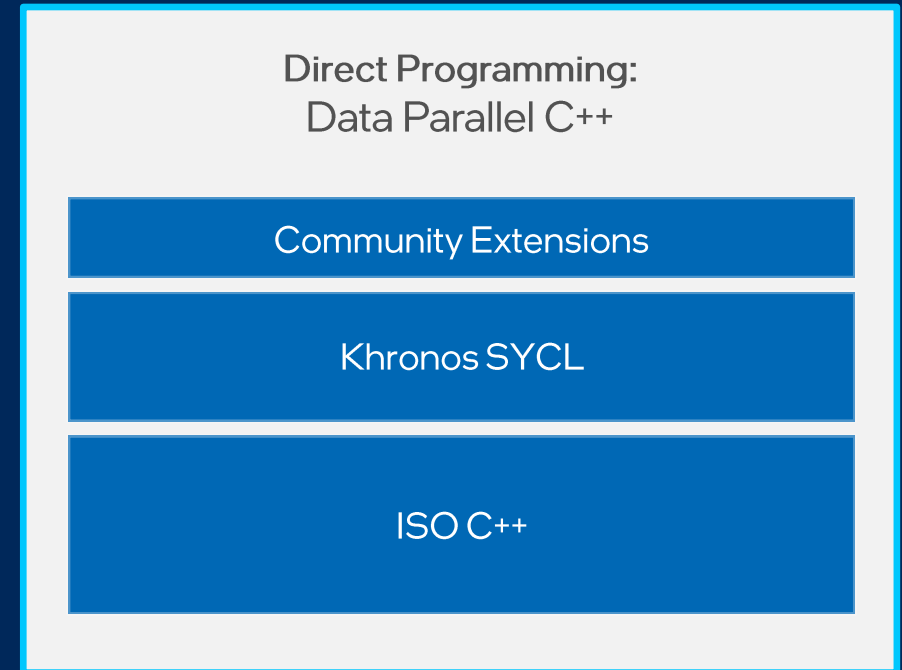 Direct Programming:
Data Parallel C++
Community Extensions
Khronos SYCL
ISO C++